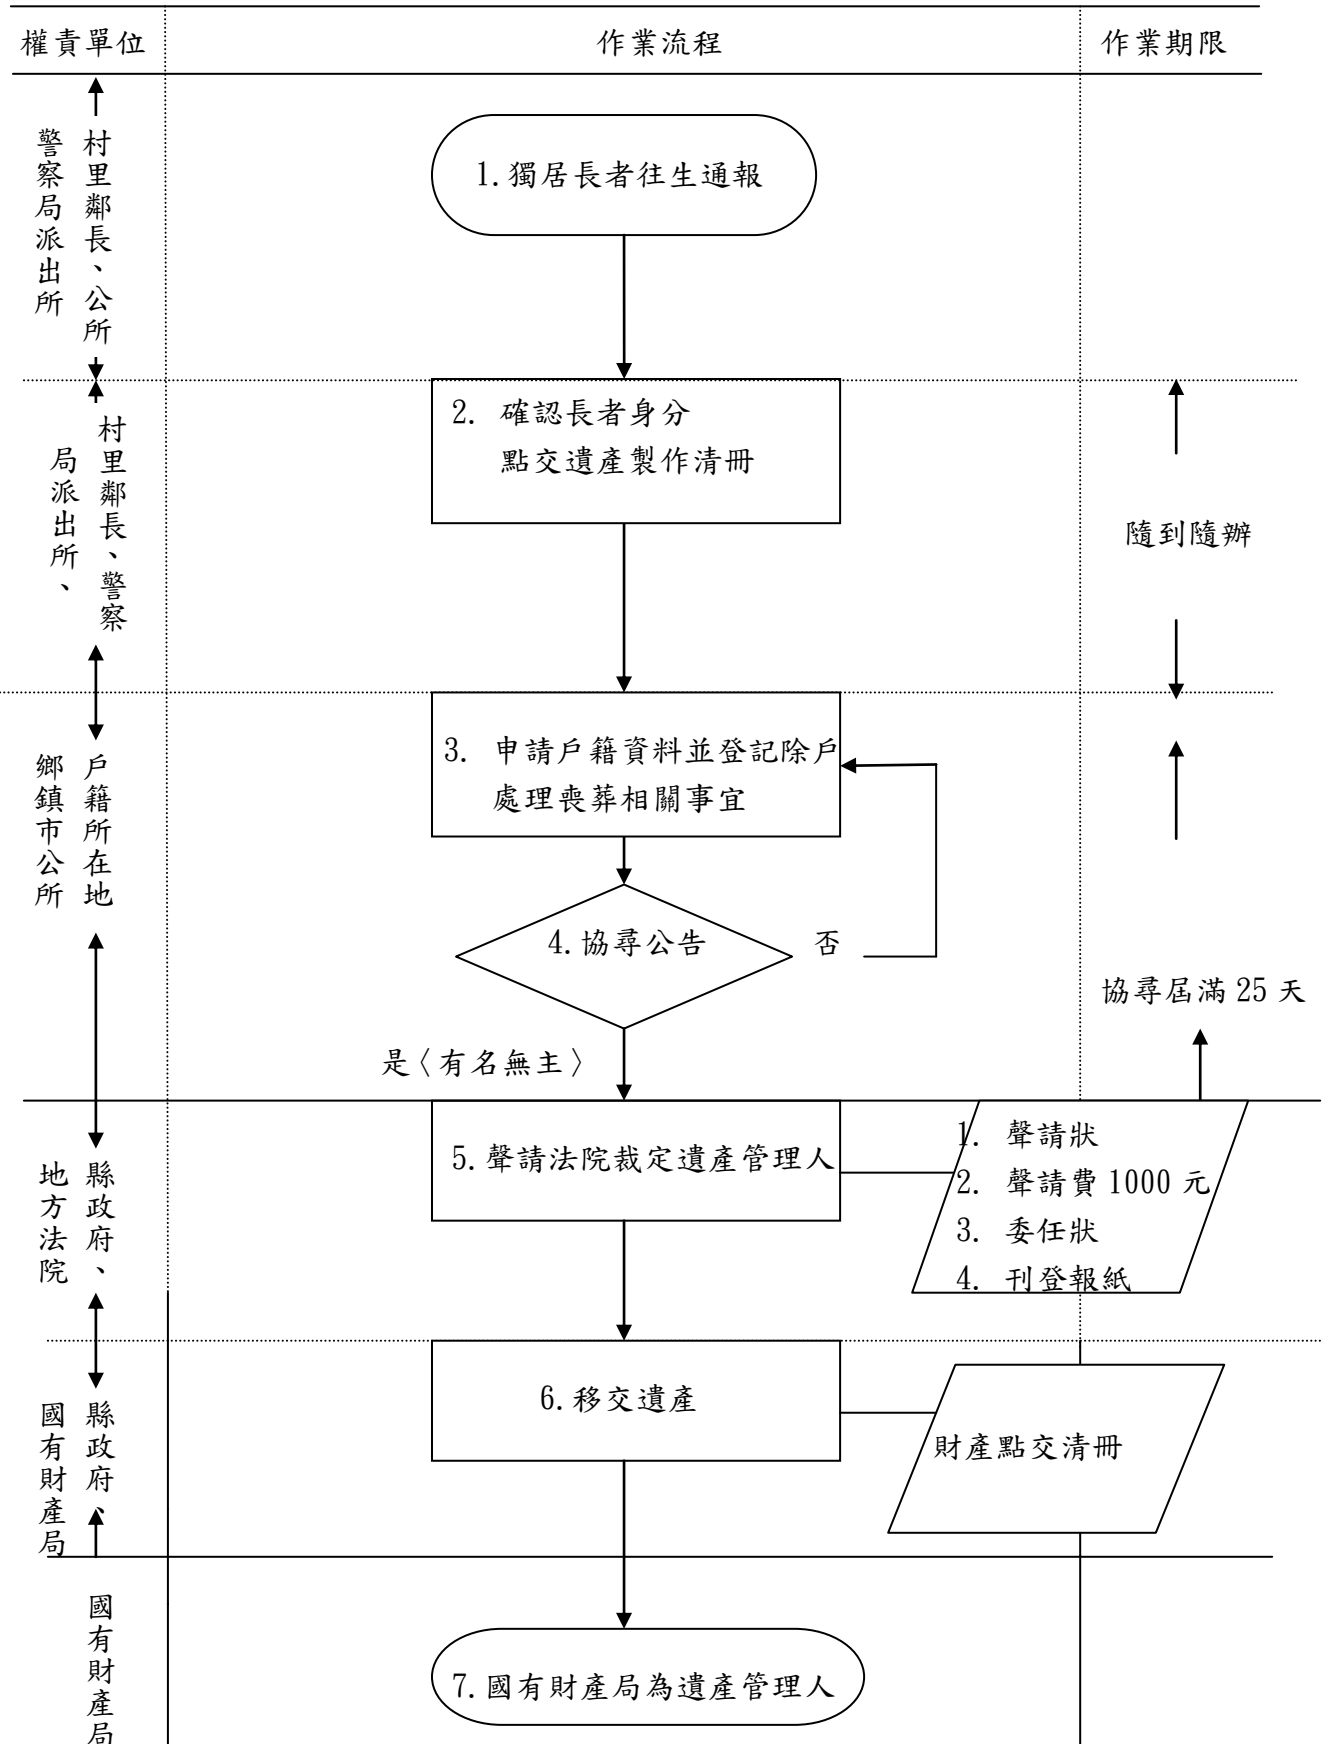 權責單位
作業流程
作業期限
村里鄰長、公所
警察局派出所
1.獨居長者往生通報
村里鄰長、警察
局派出所、
2. 確認長者身分
點交遺產製作清冊
隨到隨辦
戶籍所在地
鄉鎮市公所
3. 申請戶籍資料並登記除戶
處理喪葬相關事宜
4.協尋公告
否
協尋屆滿25天
是〈有名無主〉
縣政府、
地方法院
5.聲請法院裁定遺產管理人
1. 聲請狀
2. 聲請費1000元
3. 委任狀
4. 刊登報紙
縣政府、
國有財產局
6.移交遺產
財產點交清冊
國有財產局
7.國有財產局為遺產管理人